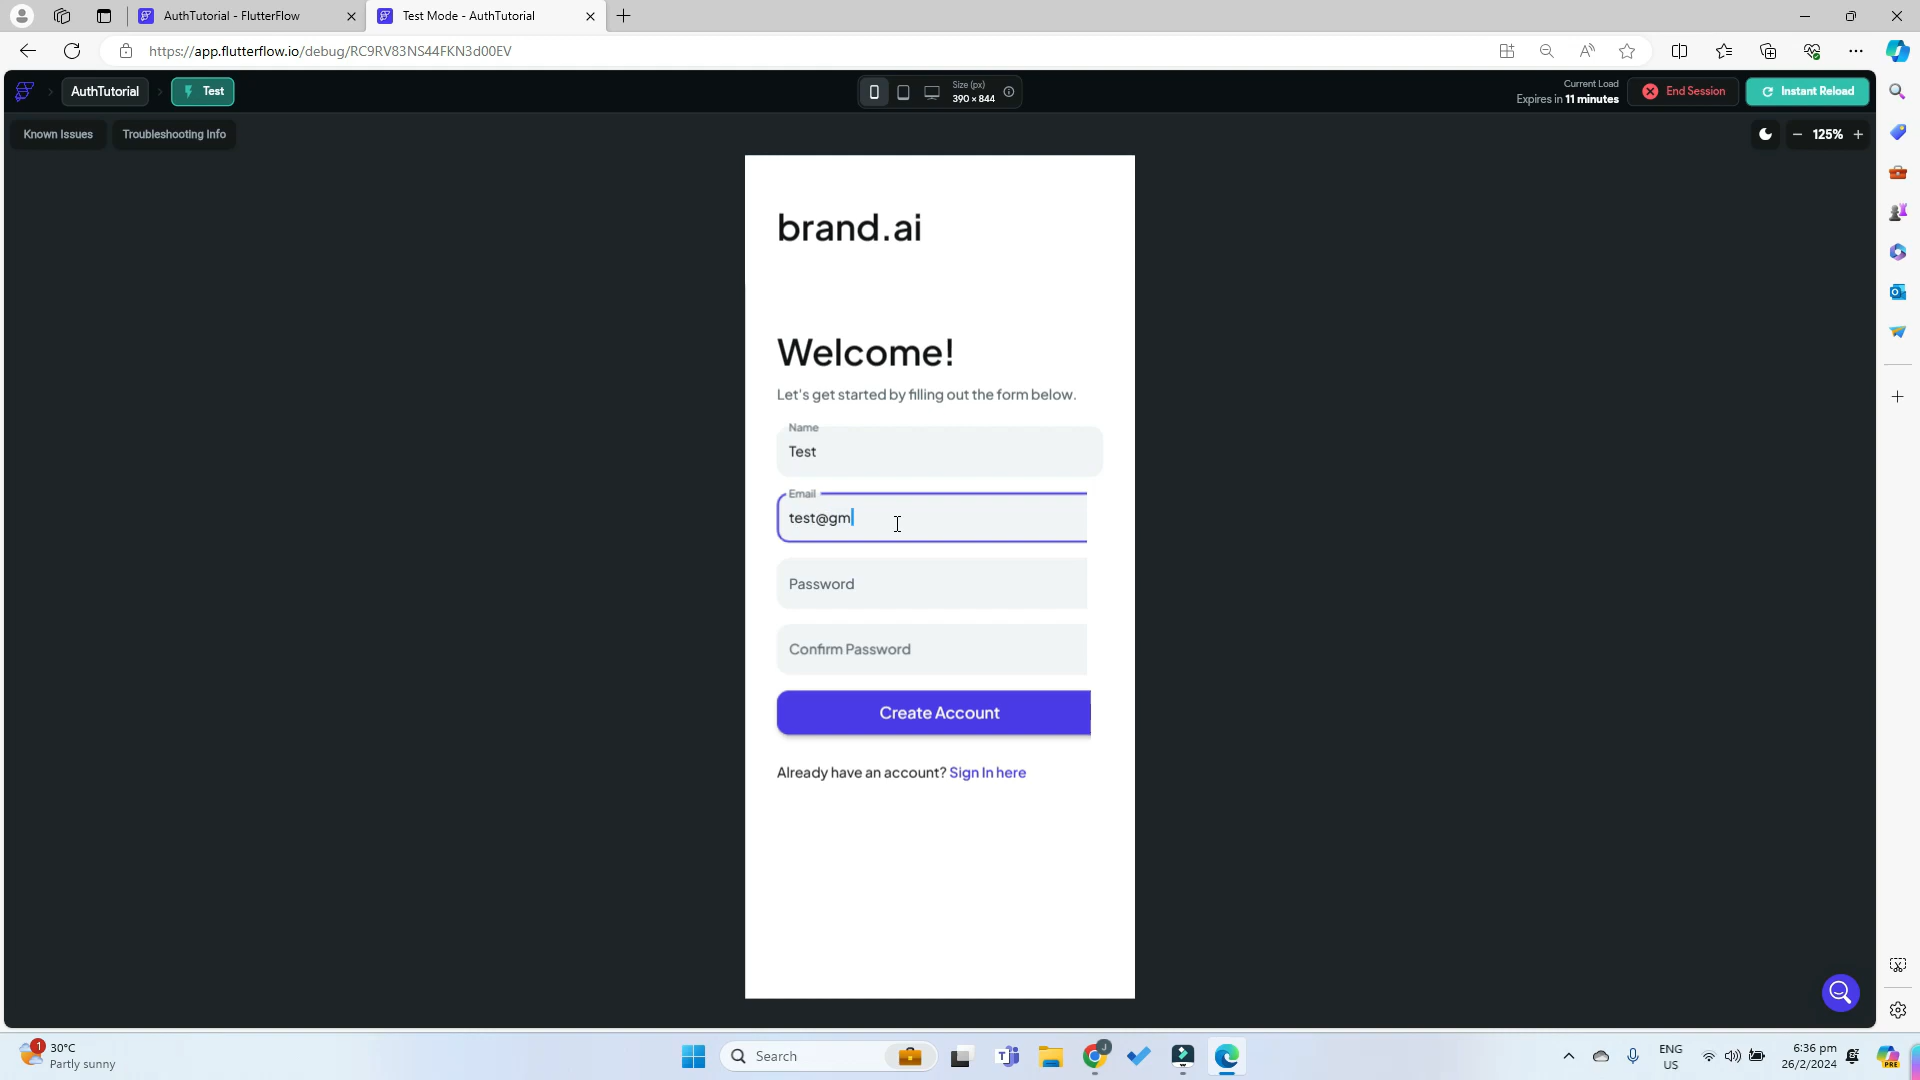 AuthTutorial - FlutterFlow
Test Mode - AuthTutorial
https://app.flutterflow.io/debug/RC9RV83NS44FKN3d00EV
AuthTutorial
Test
Size (px)
390 × 844
Current Load
Expires in 11 minutes
End Session
Instant Reload
Known Issues
Troubleshooting Info
125%
brand.ai
Welcome!
Let's get started by filling out the form below.
Name
Test
Email
test@gm
Password
Confirm Password
Create Account
Already have an account? Sign In here
1
30°C
Partly sunny
Search
J
ENG
US
6:36 pm
26/2/2024
PRE